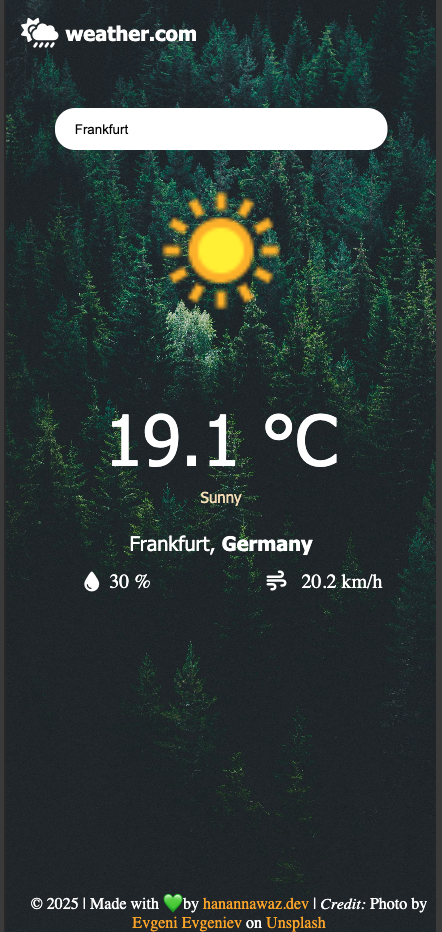 weather.com
Frankfurt
19.1 °C
Sunny
Frankfurt, Germany
30 % 20.2 km/h
© 2025 | Made with 💚by hanannawaz.dev | Credit: Photo by
Evgeni Evgeniev on Unsplash